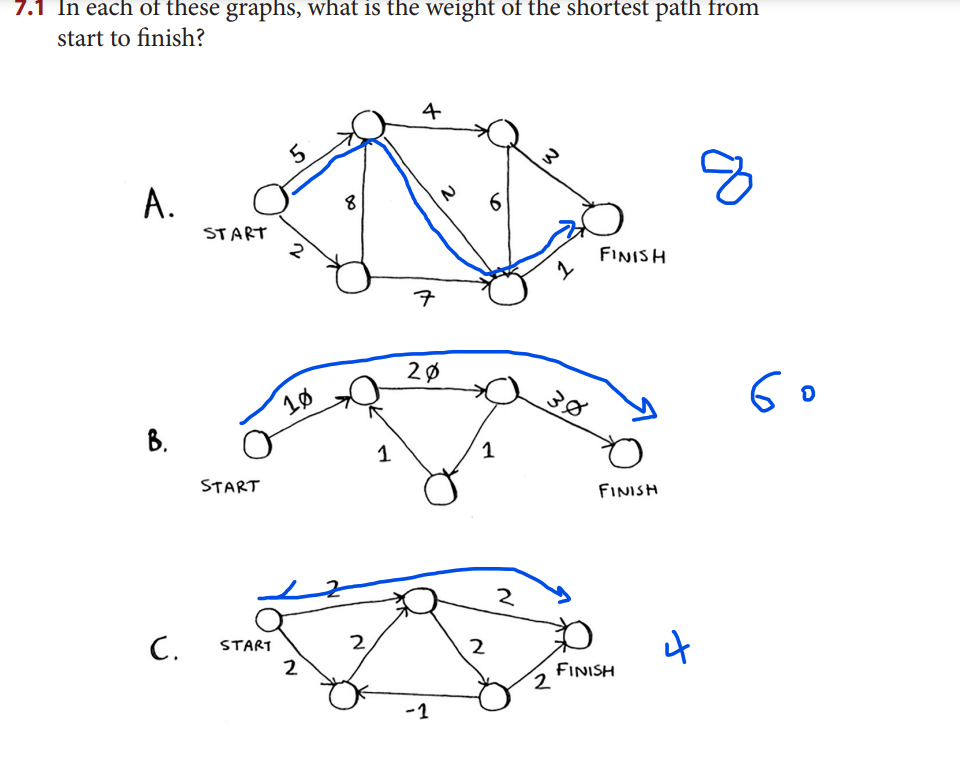 7.1 In each of these graphs, what is the weight of the shortest path from
start to finish?
4
5
3
8
A.
8
2
6
START
2
FINISH
1
7
20
10
30
60
B.
1
1
START
FINISH
2
2
C.
START
2
2
4
2
FINISH
2
-1